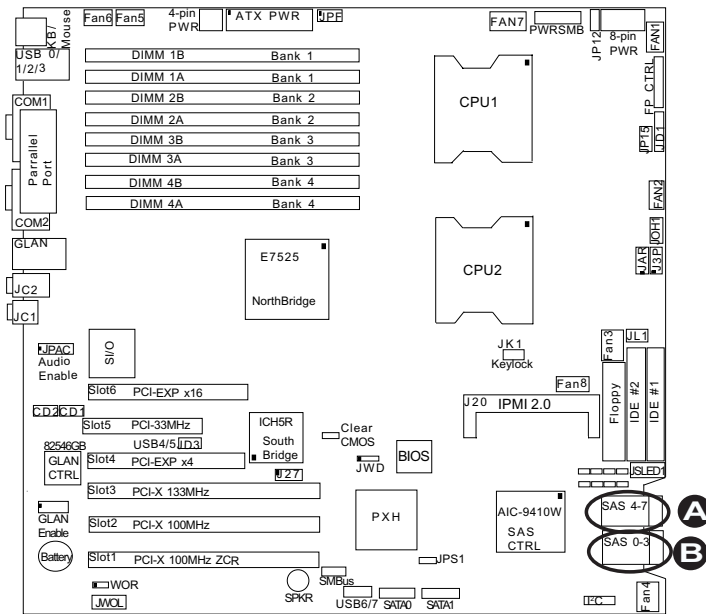 Fan6 Fan5
4-pin
PWR
ATX PWR
JPF
FAN7
PWRSMB
JP12
8-pin
PWR
FAN1
KB/
Mouse
USB 0/
1/2/3
DIMM 1B Bank 1
DIMM 1A Bank 1
DIMM 2B Bank 2
DIMM 2A Bank 2
DIMM 3B Bank 3
DIMM 3A Bank 3
DIMM 4B Bank 4
DIMM 4A Bank 4
CPU1
FP CTRL
JP15
JD1
COM1
Parrallel
Port
COM2
FAN2
GLAN
JOH1
E7525
NorthBridge
CPU2
JAR
J3P
JC2
JC1
JPAC
Audio
Enable
SI/O
JK1
Keylock
Fan3
JL1
Slot6 PCI-EXP x16
Fan8
J20
IPMI 2.0
Floppy
IDE #2
IDE #1
CD2 CD1
Slot5 PCI-33MHz
ICH5R
South
Bridge
Clear
CMOS
82546GB
GLAN
CTRL
USB4/5
JD3
Slot4 PCI-EXP x4
JWD
BIOS
J27
JSLED1
Slot3 PCI-X 133MHz
GLAN
Enable
PXH
AIC-9410W
SAS
CTRL
SAS 4-7
A
Slot2 PCI-X 100MHz
SAS 0-3
B
Battery
Slot1 PCI-X 100MHz ZCR
JPS1
WOR
SPKR
SMBus
JWOL
USB6/7
SATA0
SATA1
I²C
Fan4